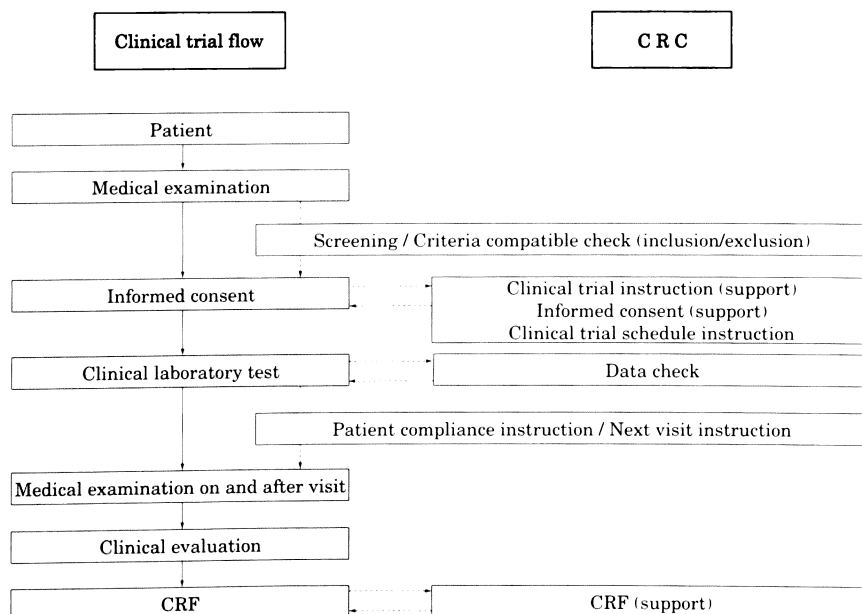 Clinical trial flow
C R C
Patient
Medical examination
Screening / Criteria compatible check (inclusion/exclusion)
Informed consent
Clinical trial instruction (support)
Informed consent (support)
Clinical trial schedule instruction
Clinical laboratory test
Data check
Patient compliance instruction / Next visit instruction
Medical examination on and after visit
Clinical evaluation
CRF
CRF (support)